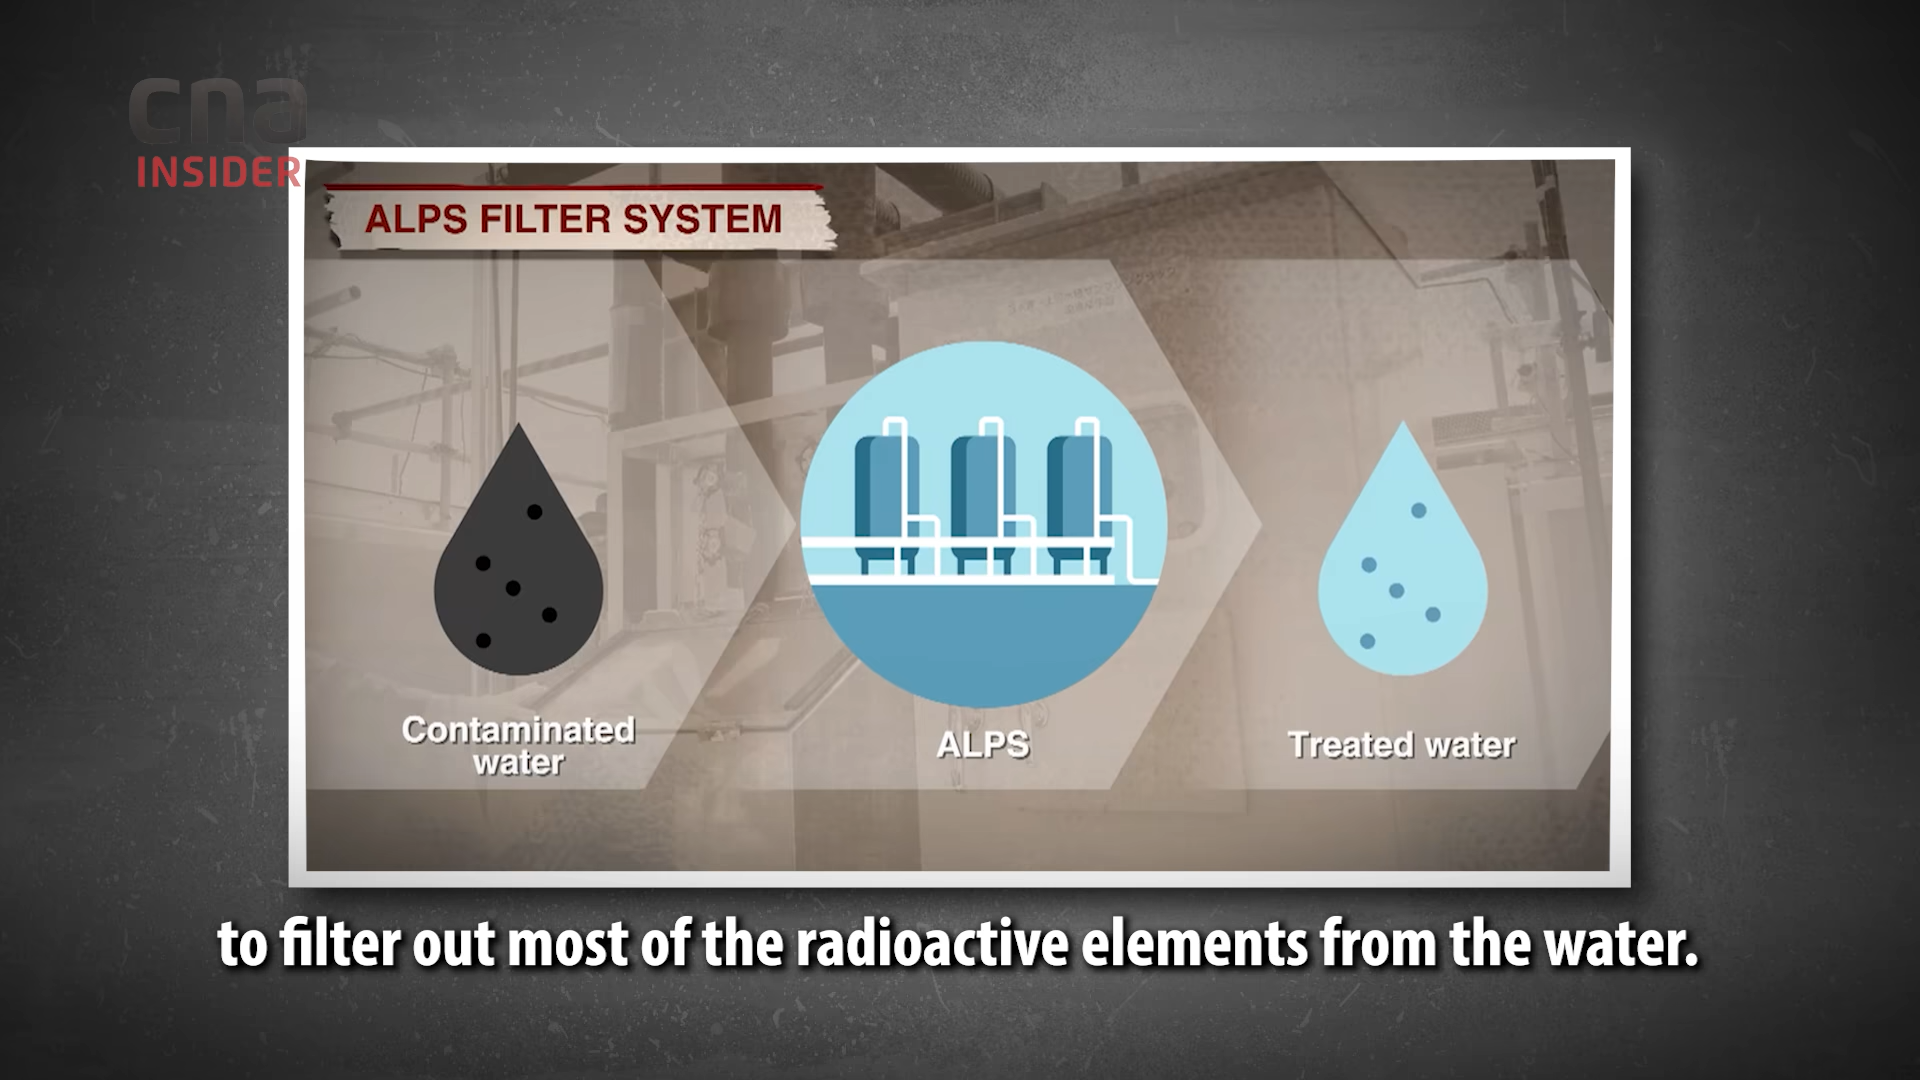 cna
INSIDER
ALPS FILTER SYSTEM
Contaminated
water
ALPS
Treated water
to filter out most of the radioactive elements from the water.